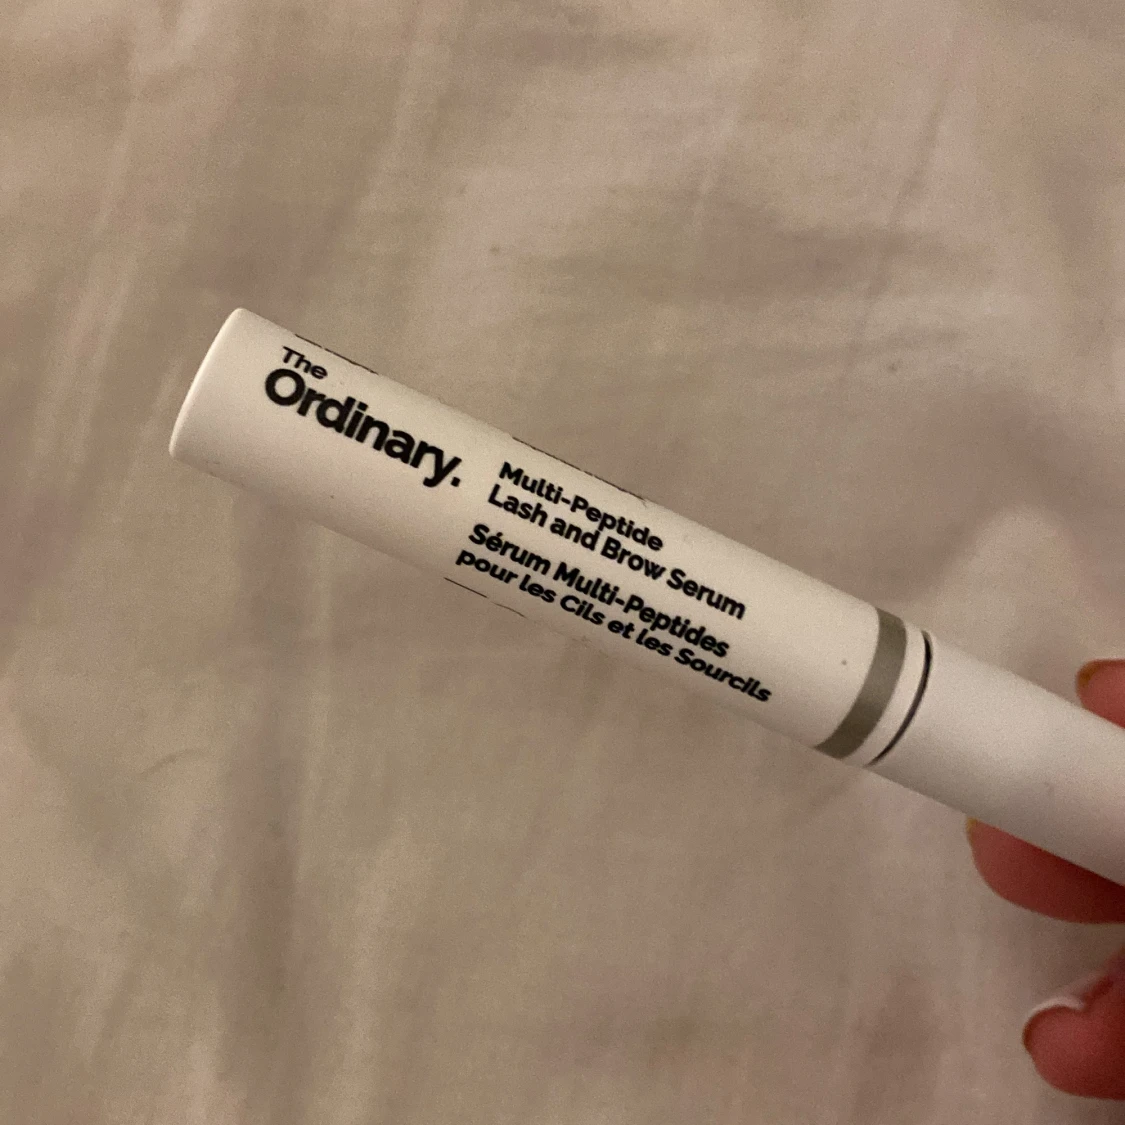 The
Ordinary.
Multi-Peptide
Lash and Brow Serum
Sérum Multi-Peptides
pour les Cils et les Sourcils